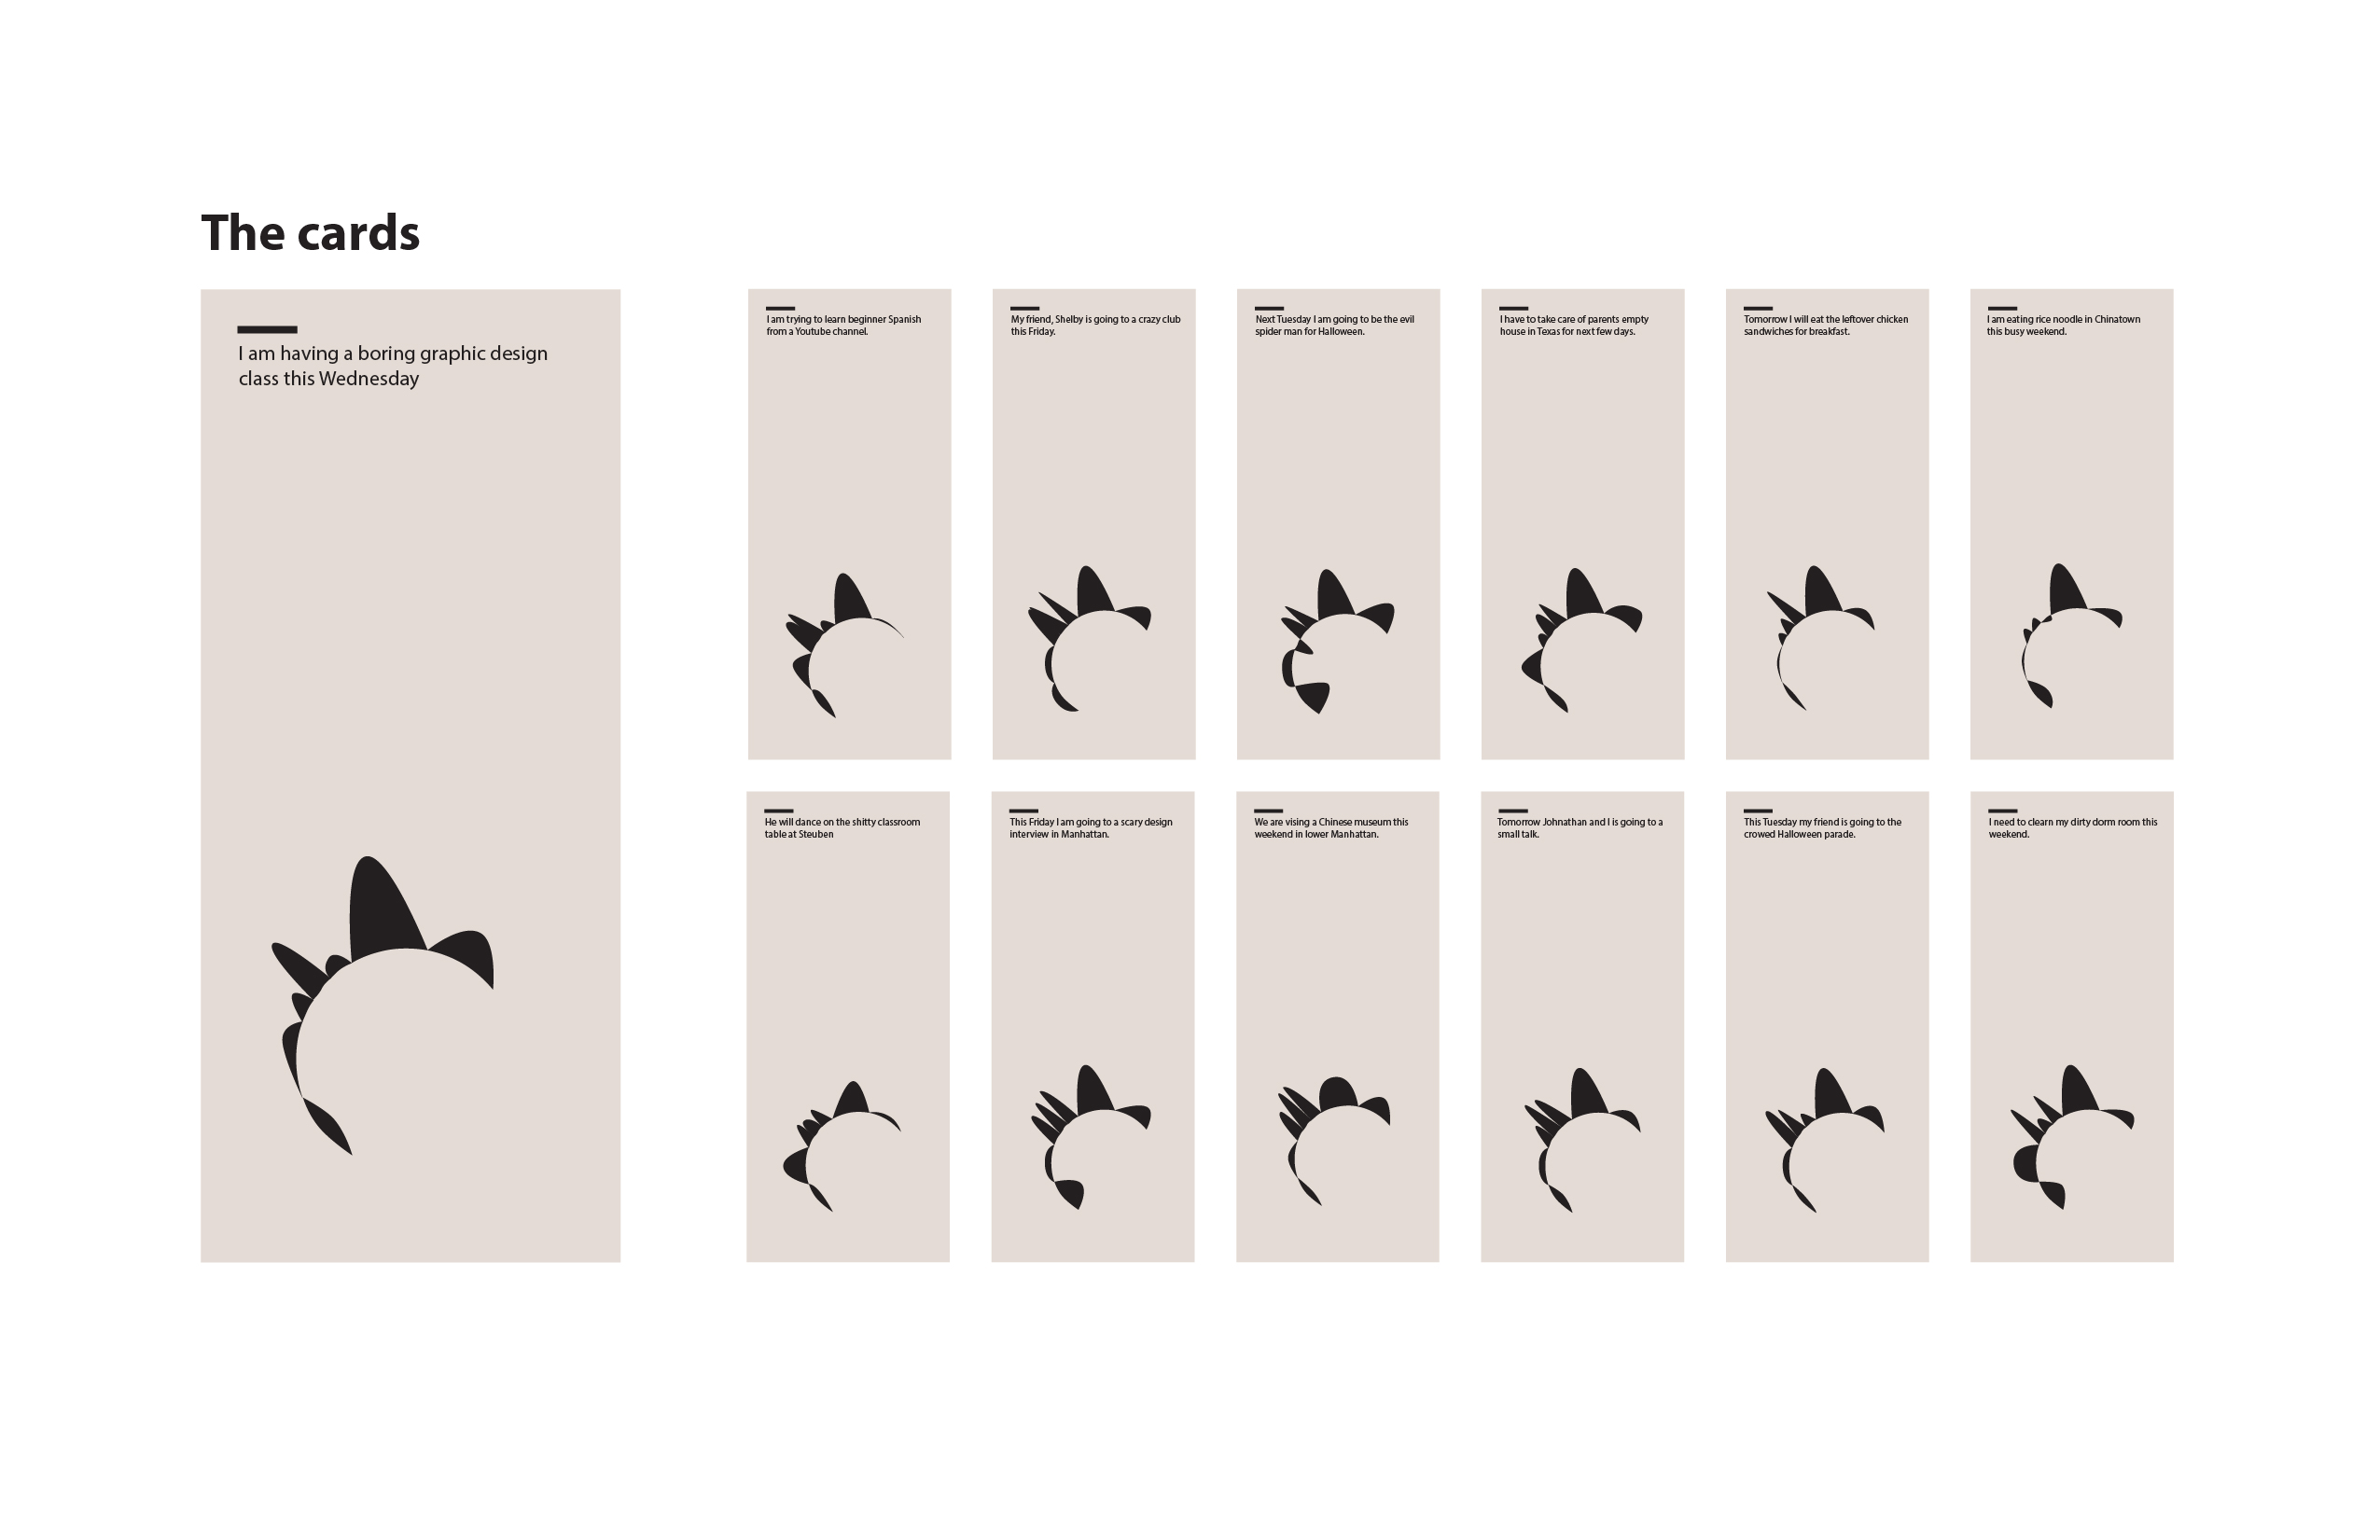 The cards
I am having a boring graphic design
class this Wednesday
I am trying to learn beginner Spanish
from a Youtube channel.
My friend, Shelby is going to a crazy club
this Friday.
Next Tuesday I am going to be the evil
spider man for Halloween.
I have to take care of parents empty
house in Texas for next few days.
Tomorrow I will eat the leftover chicken
sandwiches for breakfast.
I am eating rice noodle in Chinatown
this busy weekend.
He will dance on the shitty classroom
table at Steuben
This Friday I am going to a scary design
interview in Manhattan.
We are vising a Chinese museum this
weekend in lower Manhattan.
Tomorrow Johnathan and I is going to a
small talk.
This Tuesday my friend is going to the
crowed Halloween parade.
I need to clearn my dirty dorm room this
weekend.